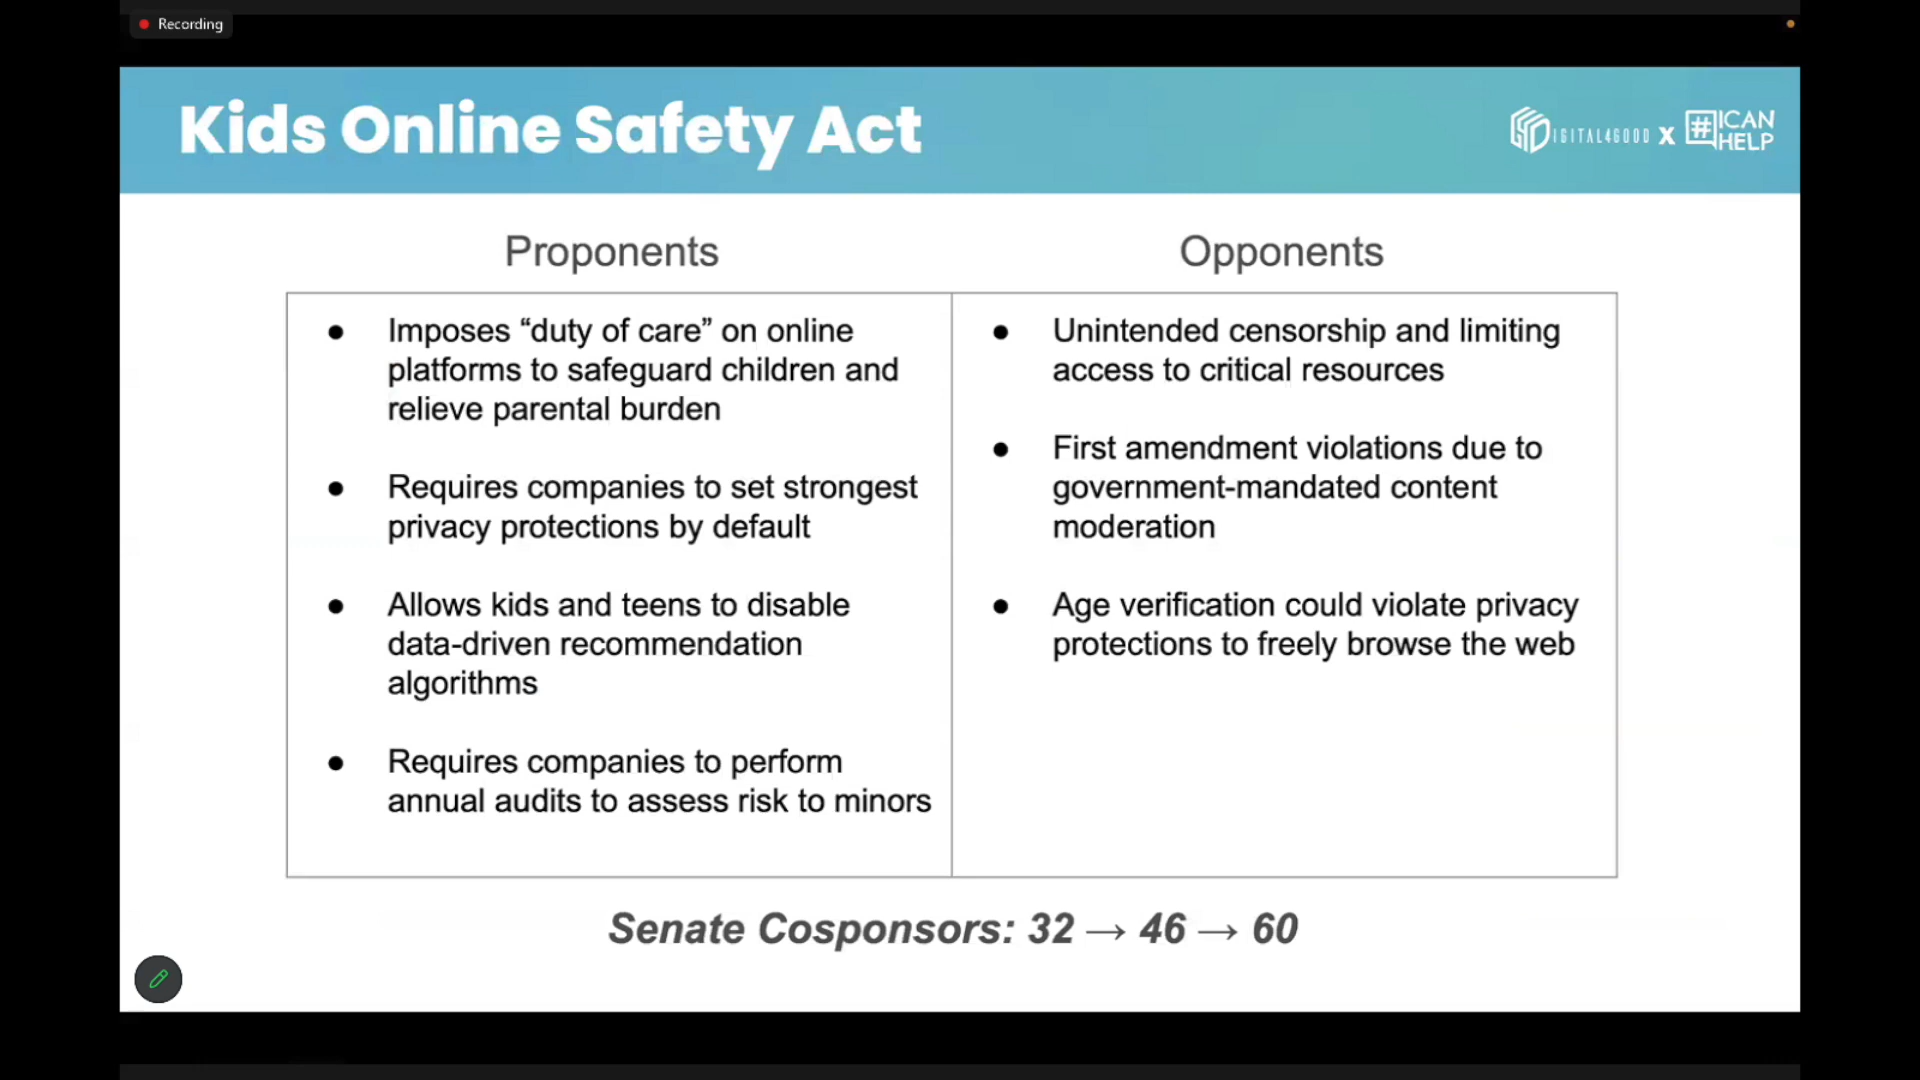 Recording
Kids Online Safety Act
DIGITAL4GOOD x #ICANHELP
Proponents
● Imposes “duty of care” on online
platforms to safeguard children and
relieve parental burden
● Requires companies to set strongest
privacy protections by default
● Allows kids and teens to disable
data-driven recommendation
algorithms
● Requires companies to perform
annual audits to assess risk to minors
Opponents
● Unintended censorship and limiting
access to critical resources
● First amendment violations due to
government-mandated content
moderation
● Age verification could violate privacy
protections to freely browse the web
Senate Cosponsors: 32 → 46 → 60